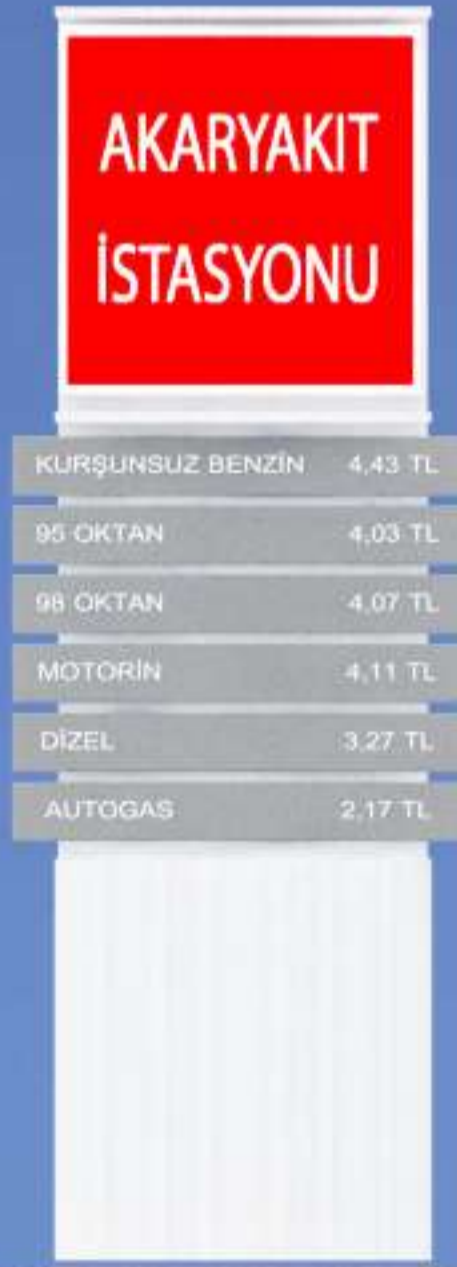 AKARYAKIT
İSTASYONU
KURŞUNSUZ BENZİN 4,43 TL
95 OKTAN 4,03 TL
98 OKTAN 4,07 TL
MOTORİN 4,11 TL
DİZEL 3,27 TL
AUTOGAS 2,17 TL